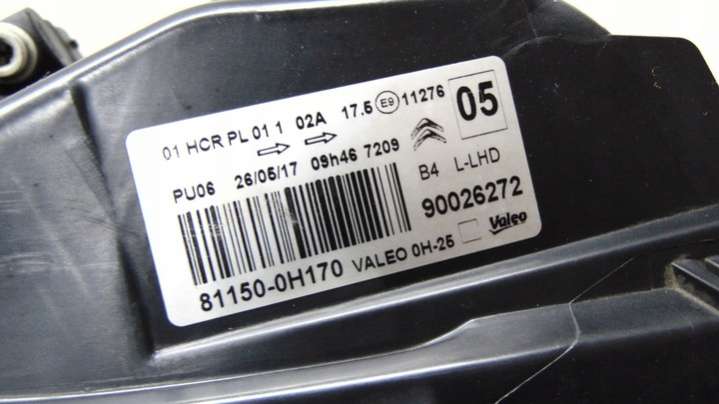 01 HCR PL 01 1 02A 17.5 E9 11276 05
PU06 26/05/17 09h46 7209 B4 L-LHD
90026272
81150-0H170 VALEO 0H-25 Valeo